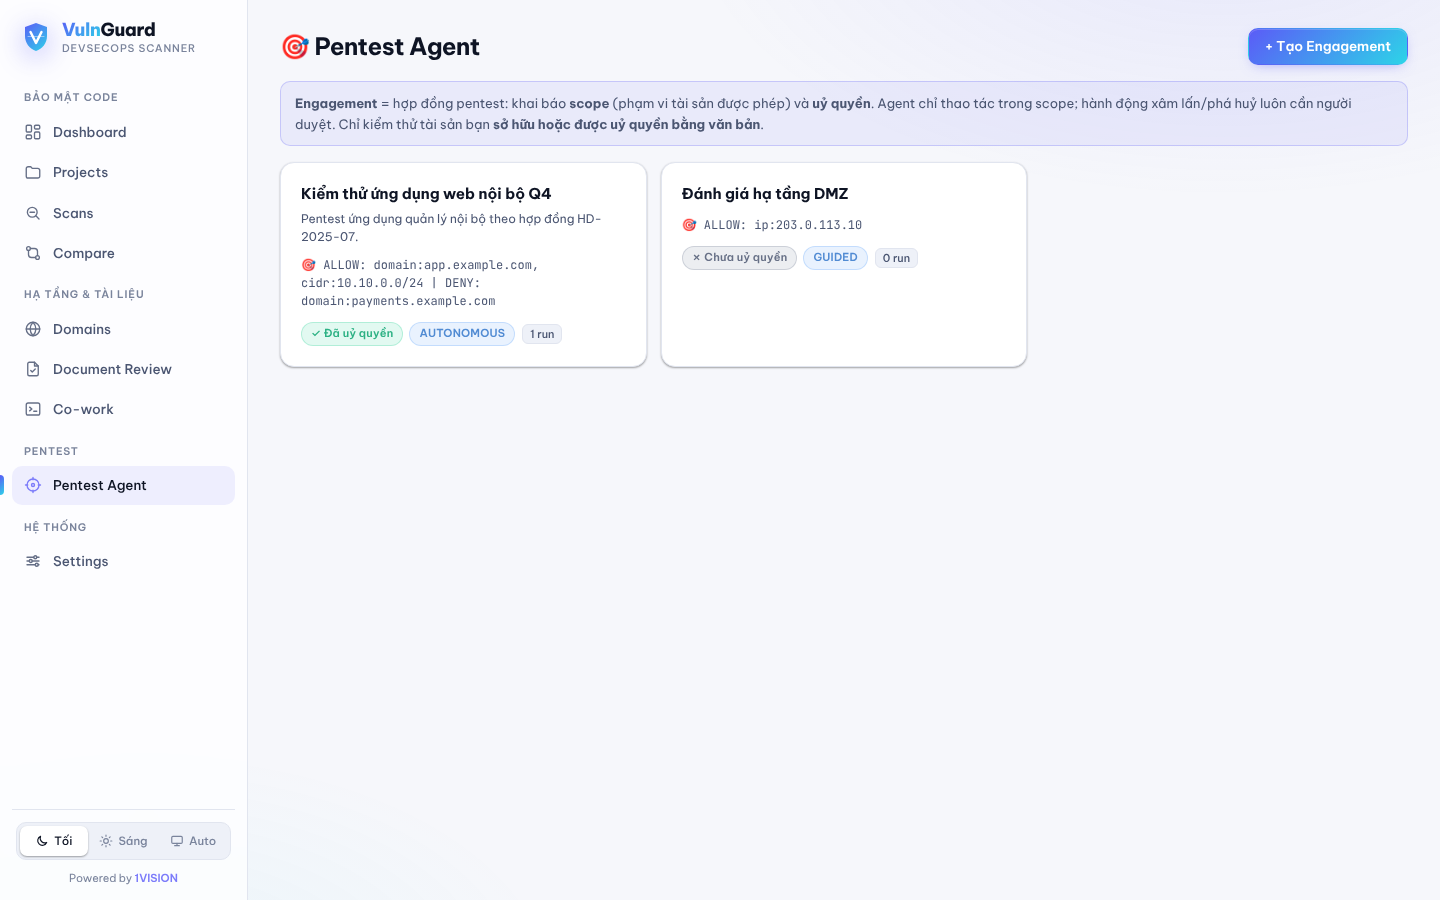 VulnGuard
DEVSECOPS SCANNER
BẢO MẬT CODE
Dashboard
Projects
Scans
Compare
HẠ TẦNG & TÀI LIỆU
Domains
Document Review
Co-work
PENTEST
Pentest Agent
HỆ THỐNG
Settings
Tối
Sáng
Auto
Powered by 1VISION
Pentest Agent
+ Tạo Engagement
Engagement = hợp đồng pentest: khai báo scope (phạm vi tài sản được phép) và uỷ quyền. Agent chỉ thao tác trong scope; hành động xâm lấn/phá huỷ luôn cần người
duyệt. Chỉ kiểm thử tài sản bạn sở hữu hoặc được uỷ quyền bằng văn bản.
Kiểm thử ứng dụng web nội bộ Q4
Pentest ứng dụng quản lý nội bộ theo hợp đồng HD-
2025-07.
ALLOW: domain:app.example.com,
cidr:10.10.0.0/24 | DENY:
domain:payments.example.com
✓ Đã uỷ quyền
AUTONOMOUS
1 run
Đánh giá hạ tầng DMZ
ALLOW: ip:203.0.113.10
× Chưa uỷ quyền
GUIDED
0 run